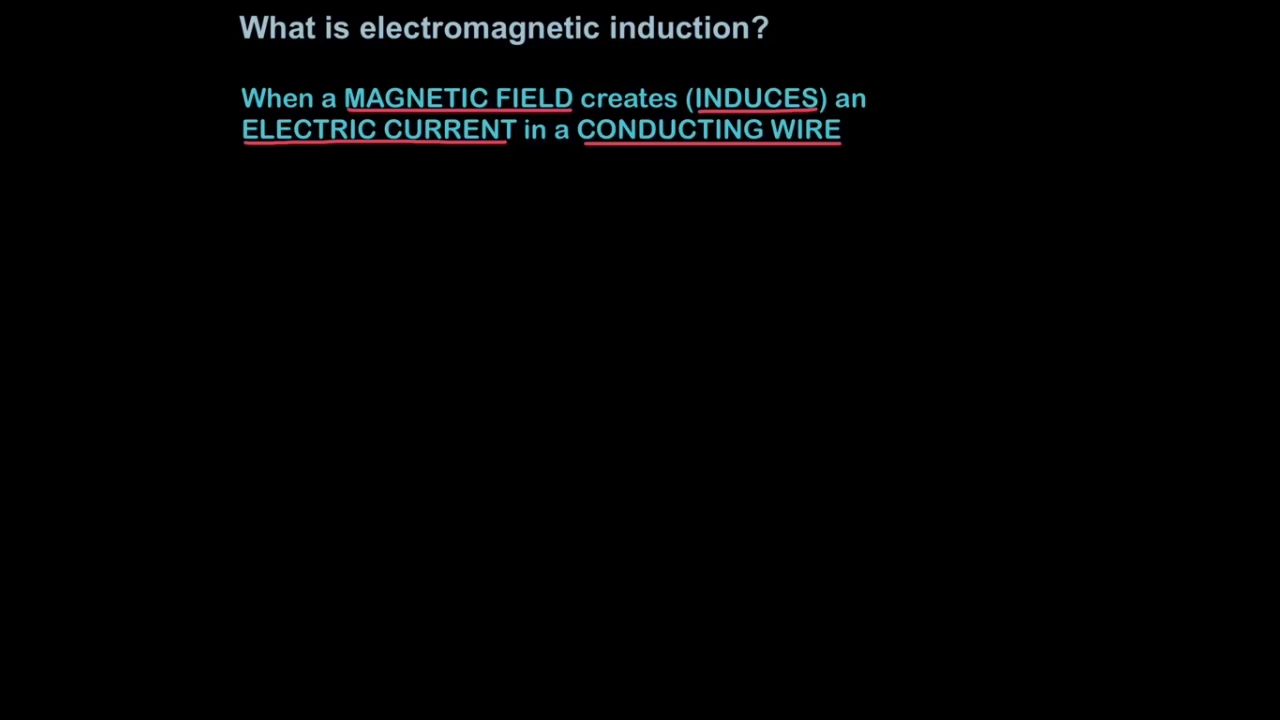 What is electromagnetic induction?
When a MAGNETIC FIELD creates (INDUCES) an
ELECTRIC CURRENT in a CONDUCTING WIRE